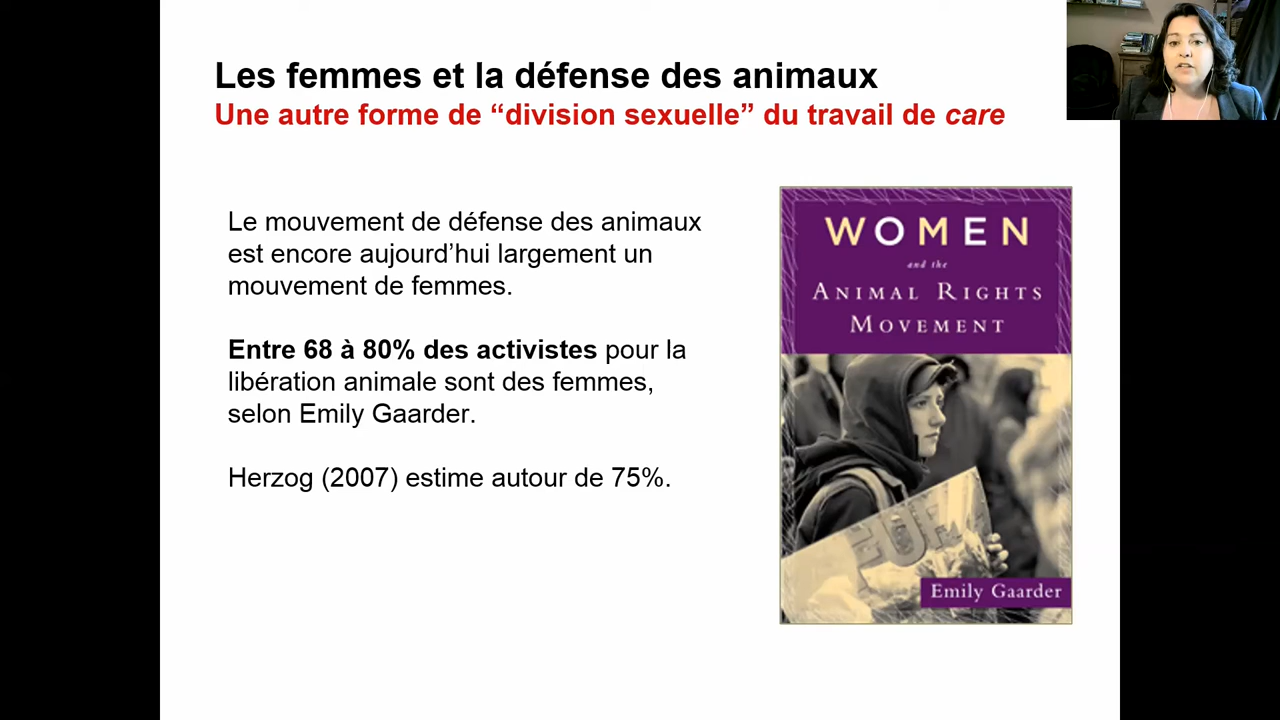 Les femmes et la défense des animaux
Une autre forme de “division sexuelle” du travail de care
Le mouvement de défense des animaux
est encore aujourd’hui largement un
mouvement de femmes.
Entre 68 à 80% des activistes pour la
libération animale sont des femmes,
selon Emily Gaarder.
Herzog (2007) estime autour de 75%.
WOMEN
and the
ANIMAL RIGHTS
MOVEMENT
FUR
Emily Gaarder